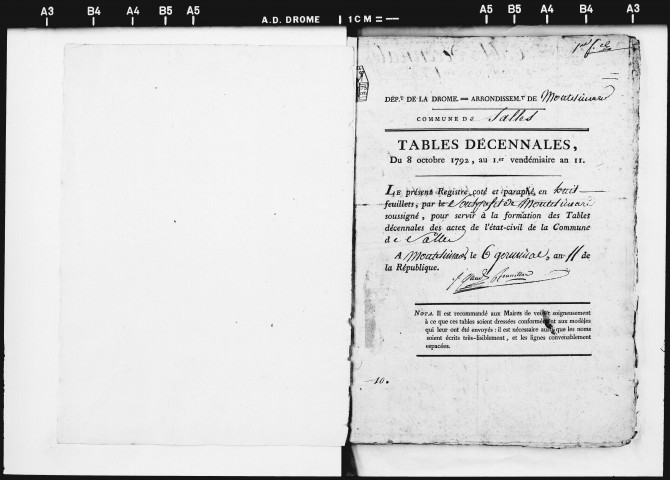 A3 B4 A4 B5 A5 A.D. DROME 1 CM = A5 B5 A4 B4 A3
DÉP.T DE LA DROME. — ARRONDISSEM.T DE Montelimar
COMMUNE DE Salles
TABLES DÉCENNALES,
Du 8 octobre 1792, au 1.er vendémiaire an 11.
LE présent Registre coté et paraphé, en huit
feuillets, par le Sousprefet de Montelimar
soussigné, pour servir à la formation des Tables
décennales des actes de l'état-civil de la Commune
de Salles
A Montelimar, le 6 germinal, an 11 de
la République.
NOTA. Il est recommandé aux Maires de veiller soigneusement
à ce que ces tables soient dressées conformément aux modèles
qui leur ont été envoyés : il est nécessaire aussi que les noms
soient écrits très-lisiblement, et les lignes convenablement
espacées.
10.